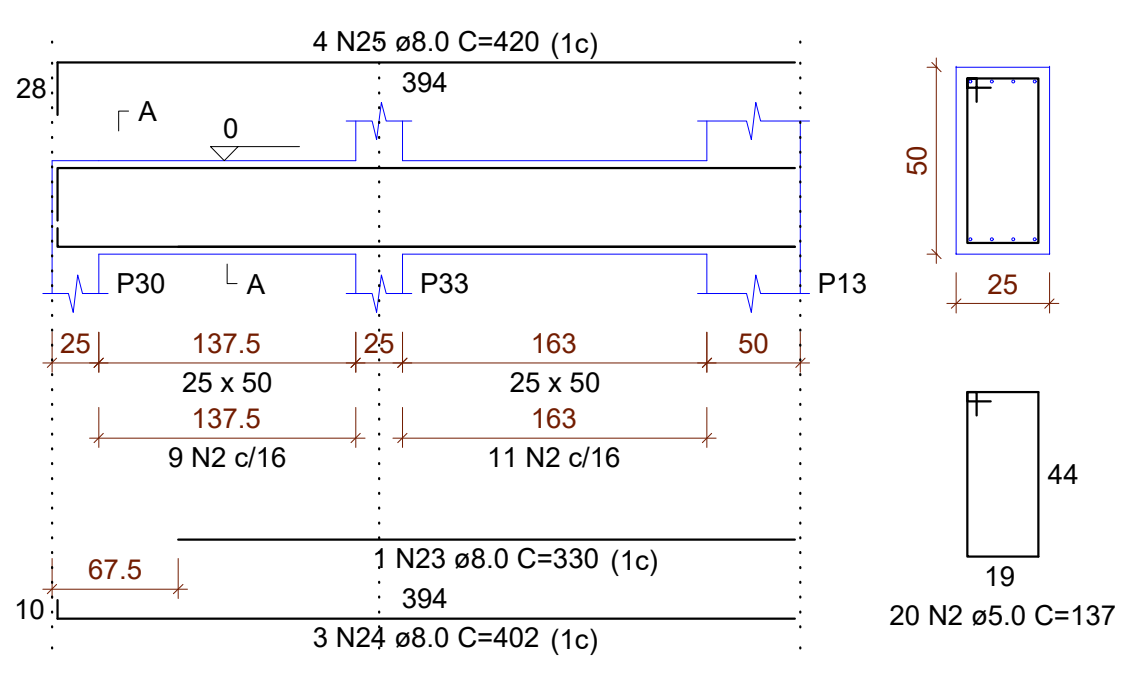 4 N25 ø8.0 C=420 (1c)
394
28
A
0
50
P30
A
P33
P13
25
25
137.5
25
163
50
25 x 50
25 x 50
137.5
163
9 N2 c/16
11 N2 c/16
44
1 N23 ø8.0 C=330 (1c)
67.5
19
394
10
20 N2 ø5.0 C=137
3 N24 ø8.0 C=402 (1c)